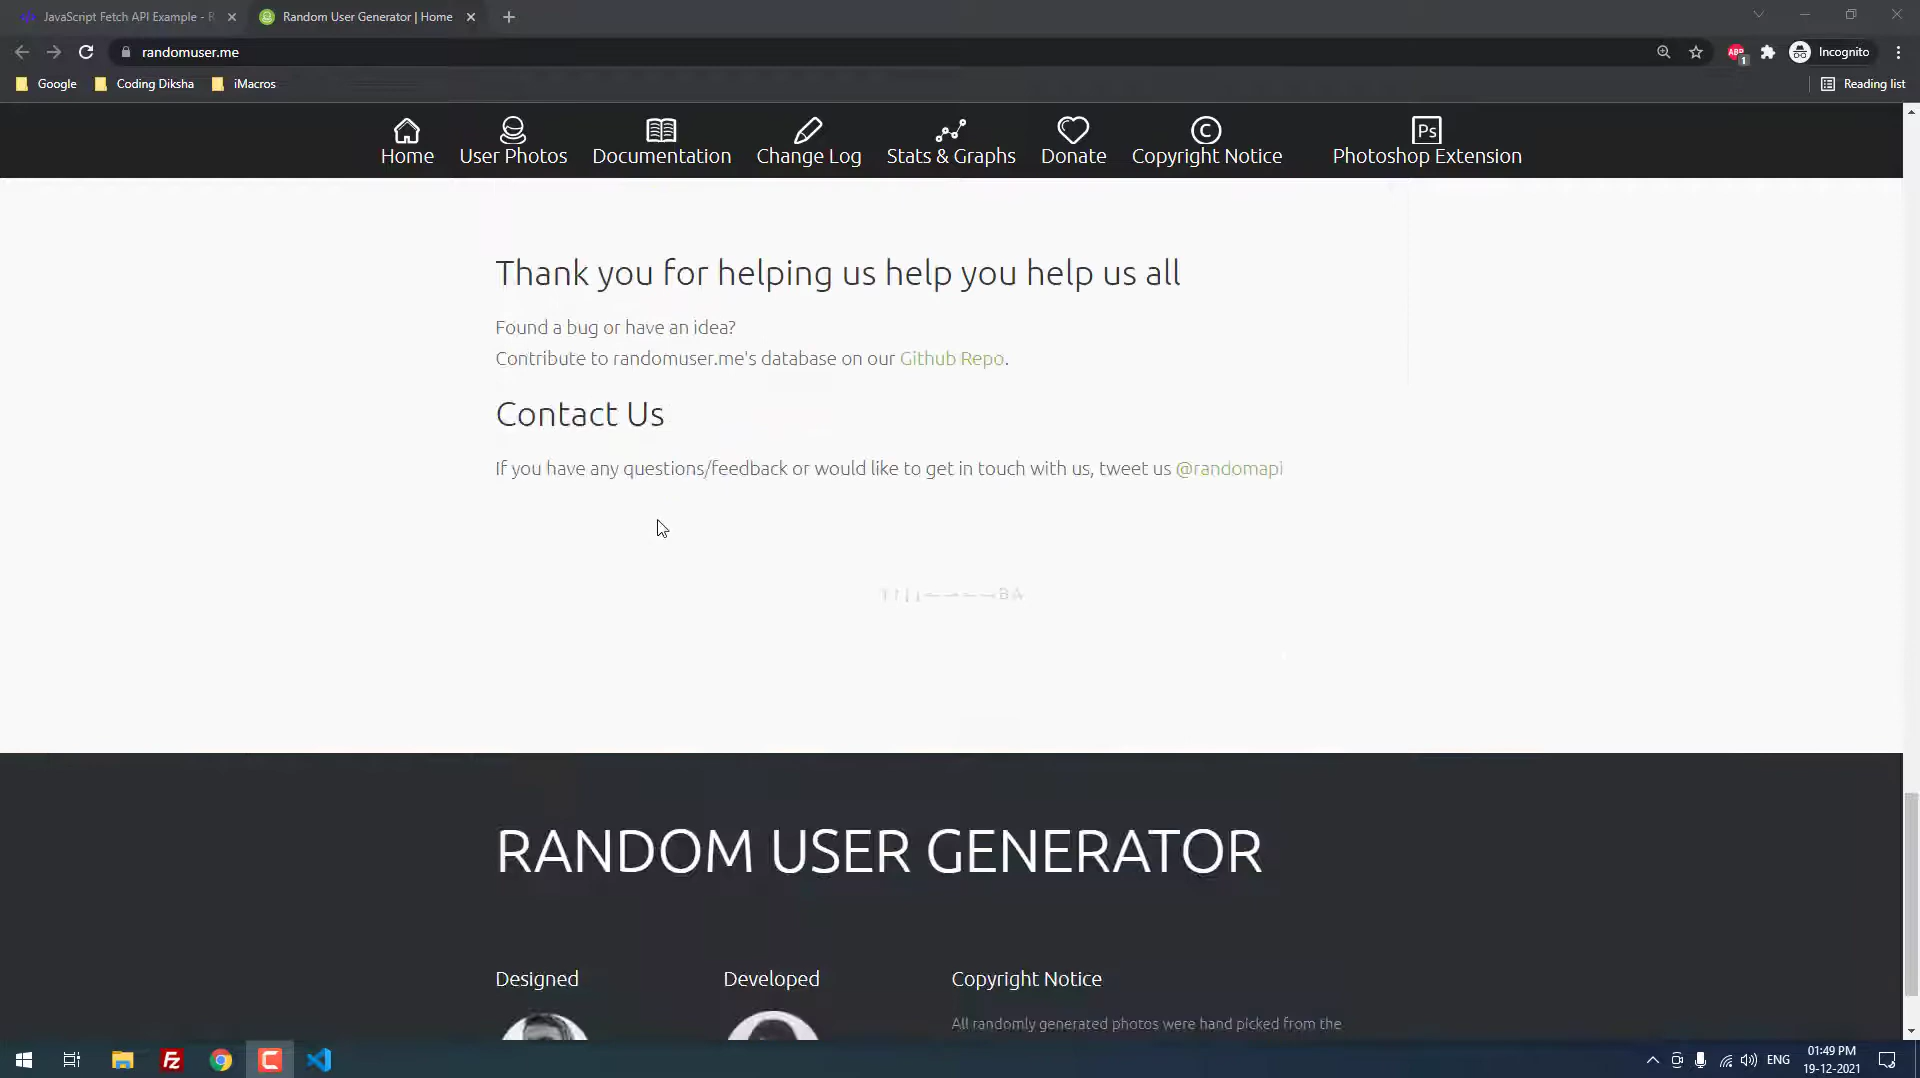 JavaScript Fetch API Example - R
Random User Generator | Home
randomuser.me
ABP
1
Incognito
Google
Coding Diksha
iMacros
Reading list
Home
User Photos
Documentation
Change Log
Stats & Graphs
Donate
Copyright Notice
Ps
Photoshop Extension
Thank you for helping us help you help us all
Found a bug or have an idea?
Contribute to randomuser.me's database on our Github Repo.
Contact Us
If you have any questions/feedback or would like to get in touch with us, tweet us @randomapi
↑↑↓↓←→←→BA
RANDOM USER GENERATOR
Designed
Developed
Copyright Notice
All randomly generated photos were hand picked from the
Fz
C
ENG
01:49 PM
19-12-2021